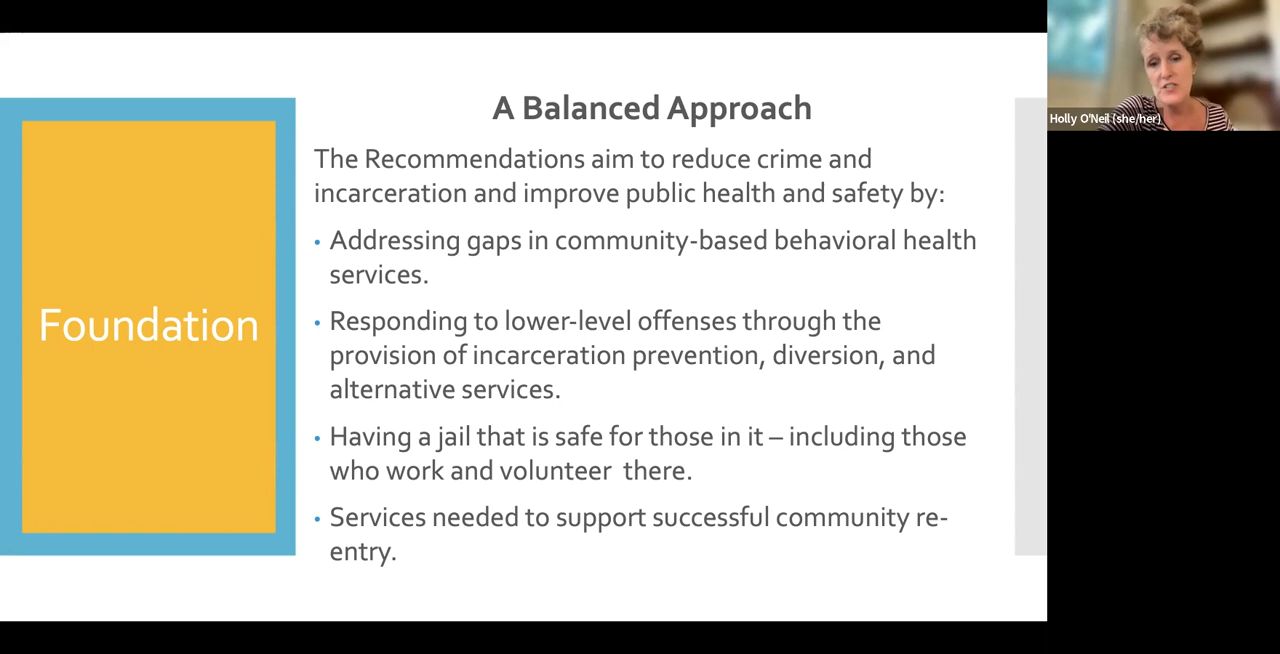 A Balanced Approach
The Recommendations aim to reduce crime and
incarceration and improve public health and safety by:
• Addressing gaps in community-based behavioral health
services.
• Responding to lower-level offenses through the
provision of incarceration prevention, diversion, and
alternative services.
• Having a jail that is safe for those in it – including those
who work and volunteer  there.
• Services needed to support successful community re-
entry.
Foundation
Holly O'Neil (she/her)